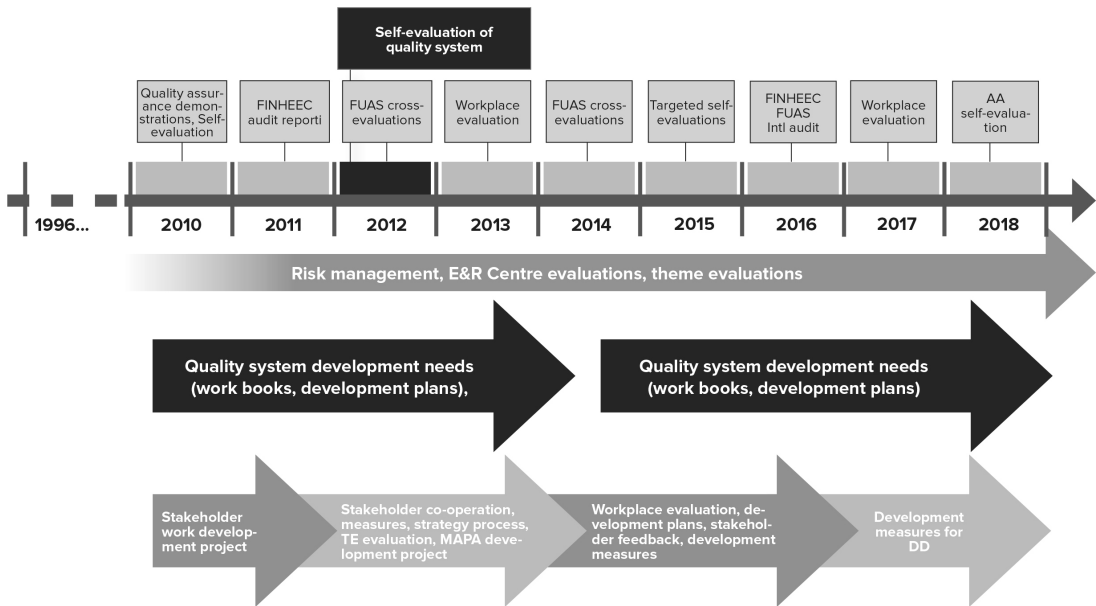 Self-evaluation of
quality system
Quality assur-
ance demon-
strations, Self-
evaluation
FINHEEC
audit reporti
FUAS cross-
evaluations
Workplace
evaluation
FUAS cross-
evaluations
Targeted self-
evaluations
FINHEEC
FUAS
Intl audit
Workplace
evaluation
AA
self-evalua-
tion
1996...
2010
2011
2012
2013
2014
2015
2016
2017
2018
Risk management, E&R Centre evaluations, theme evaluations
Quality system development needs
(work books, development plans),
Quality system development needs
(work books, development plans)
Stakeholder
work develop-
ment project
Stakeholder co-operation,
measures, strategy process,
TE evaluation, MAPA deve-
lopment project
Workplace evaluation, de-
velopment plans, stakehol-
der feedback, development
measures
Development
measures for
DD